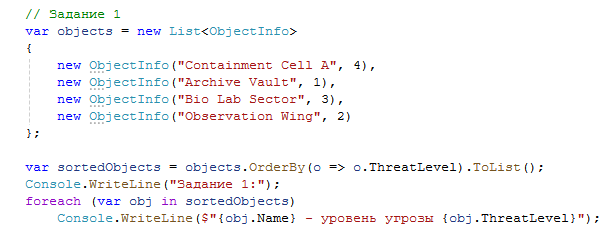 // Задание 1
var objects = new List<ObjectInfo>
{
    new ObjectInfo("Containment Cell A", 4),
    new ObjectInfo("Archive Vault", 1),
    new ObjectInfo("Bio Lab Sector", 3),
    new ObjectInfo("Observation Wing", 2)
};

var sortedObjects = objects.OrderBy(o => o.ThreatLevel).ToList();
Console.WriteLine("Задание 1:");
foreach (var obj in sortedObjects)
    Console.WriteLine($"{obj.Name} - уровень угрозы {obj.ThreatLevel}");